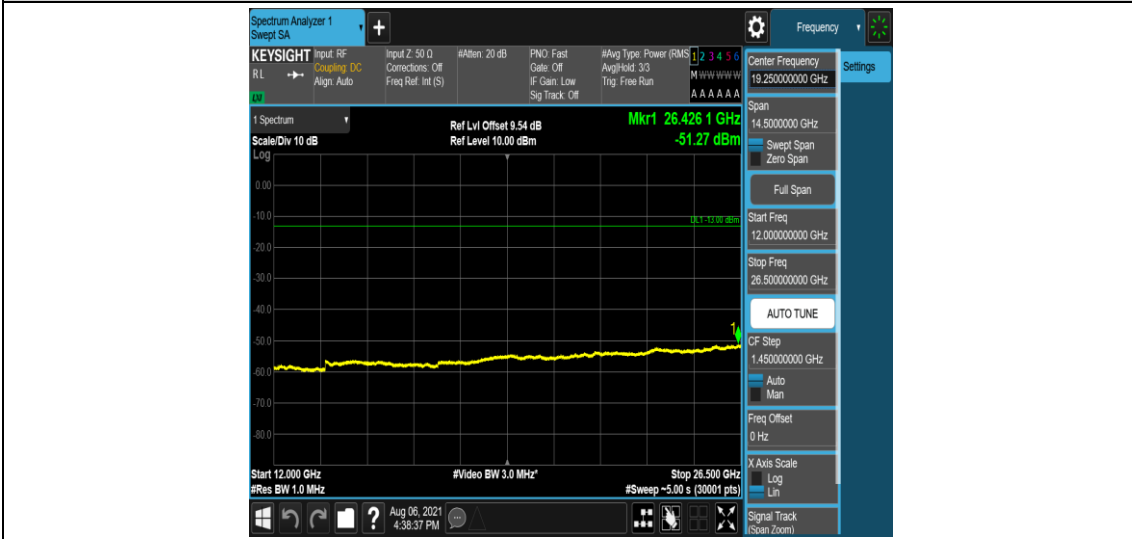 Spectrum Analyzer 1
Swept SA
+
Frequency
KEYSIGHT
RL
Input: RF
Coupling: DC
Align: Auto
Input Z: 50 Ω
Corrections: Off
Freq Ref: Int (S)
#Atten: 20 dB
PNO: Fast
Gate: Off
IF Gain: Low
Sig Track: Off
#Avg Type: Power (RMS
Avg|Hold: 3/3
Trig: Free Run
1 2 3 4 5 6
M W W W W W
A A A A A A
1 Spectrum
Scale/Div 10 dB
Log
Ref Lvl Offset 9.54 dB
Ref Level 10.00 dBm
Mkr1 26.426 1 GHz
-51.27 dBm
0.00
-10.0
DL1 -13.00 dBm
-20.0
-30.0
-40.0
1
-50.0
-60.0
-70.0
-80.0
Start 12.000 GHz
#Res BW 1.0 MHz
#Video BW 3.0 MHz*
Stop 26.500 GHz
#Sweep ~5.00 s (30001 pts)
?
Aug 06, 2021
4:38:37 PM
Center Frequency
19.250000000 GHz
Settings
Span
14.5000000 GHz
Swept Span
Zero Span
Full Span
Start Freq
12.000000000 GHz
Stop Freq
26.500000000 GHz
AUTO TUNE
CF Step
1.450000000 GHz
Auto
Man
Freq Offset
0 Hz
X Axis Scale
Log
Lin
Signal Track
(Span Zoom)